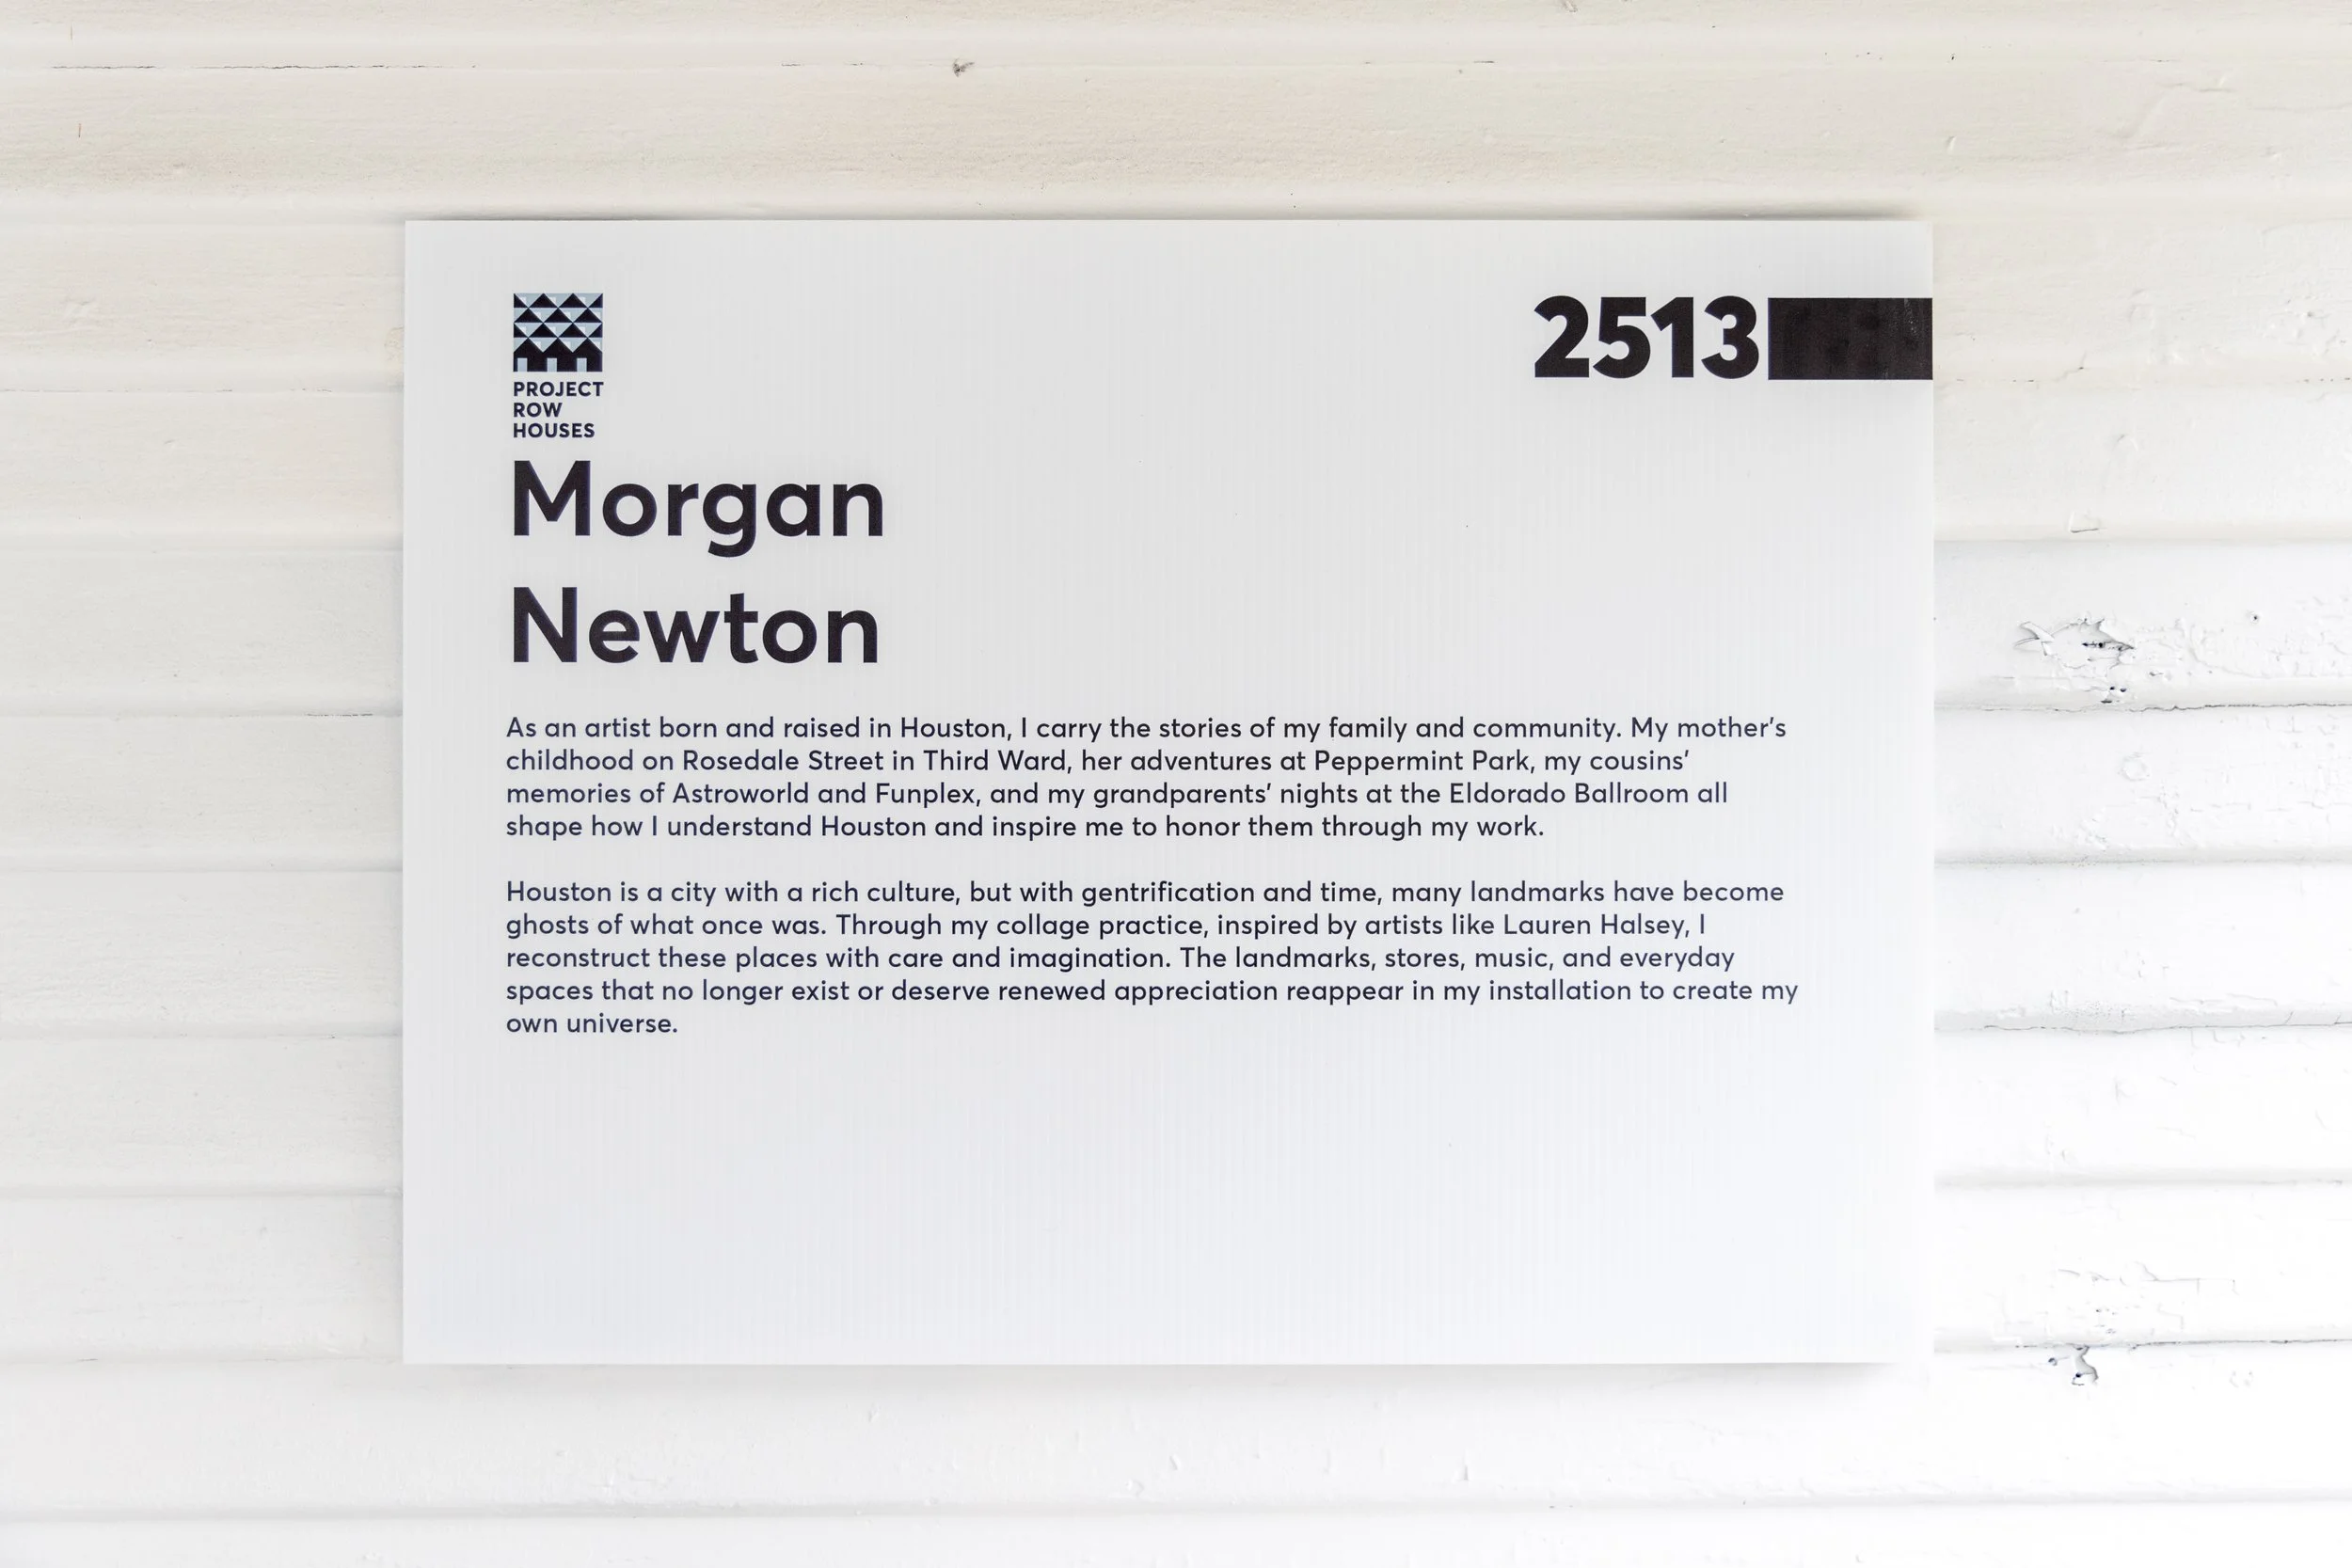 PROJECT
ROW
HOUSES
2513
Morgan
Newton
As an artist born and raised in Houston, I carry the stories of my family and community. My mother’s
childhood on Rosedale Street in Third Ward, her adventures at Peppermint Park, my cousins’
memories of Astroworld and Funplex, and my grandparents’ nights at the Eldorado Ballroom all
shape how I understand Houston and inspire me to honor them through my work.
Houston is a city with a rich culture, but with gentrification and time, many landmarks have become
ghosts of what once was. Through my collage practice, inspired by artists like Lauren Halsey, I
reconstruct these places with care and imagination. The landmarks, stores, music, and everyday
spaces that no longer exist or deserve renewed appreciation reappear in my installation to create my
own universe.